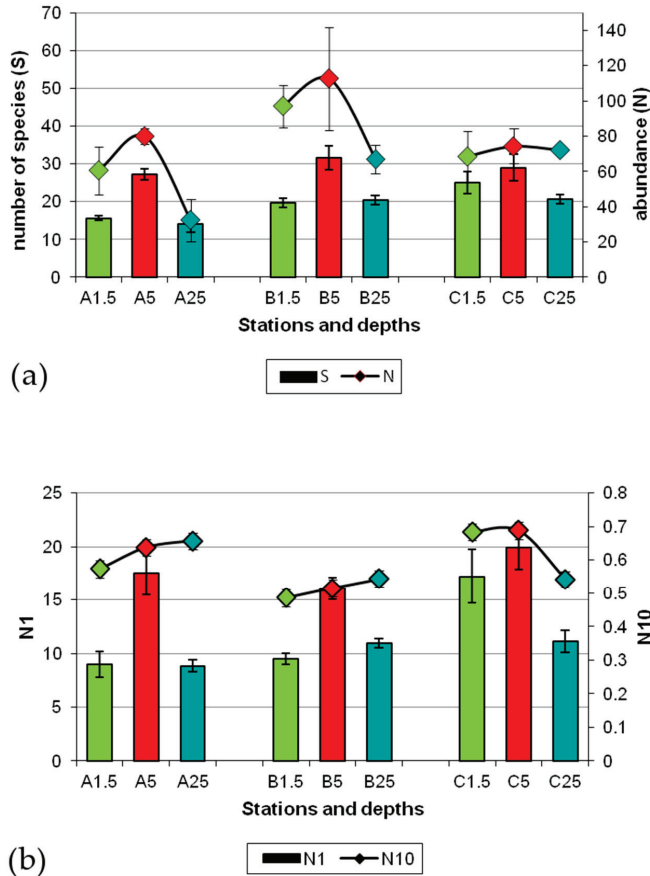 70
60
50
40
30
20
10
0
number of species (S)
140
120
100
80
60
40
20
0
abundance (N)
A1.5 A5 A25 B1.5 B5 B25 C1.5 C5 C25
Stations and depths
(a)
S N
25
20
15
10
5
0
N1
0.8
0.7
0.6
0.5
0.4
0.3
0.2
0.1
0
N10
A1.5 A5 A25 B1.5 B5 B25 C1.5 C5 C25
Stations and depths
(b)
N1 N10